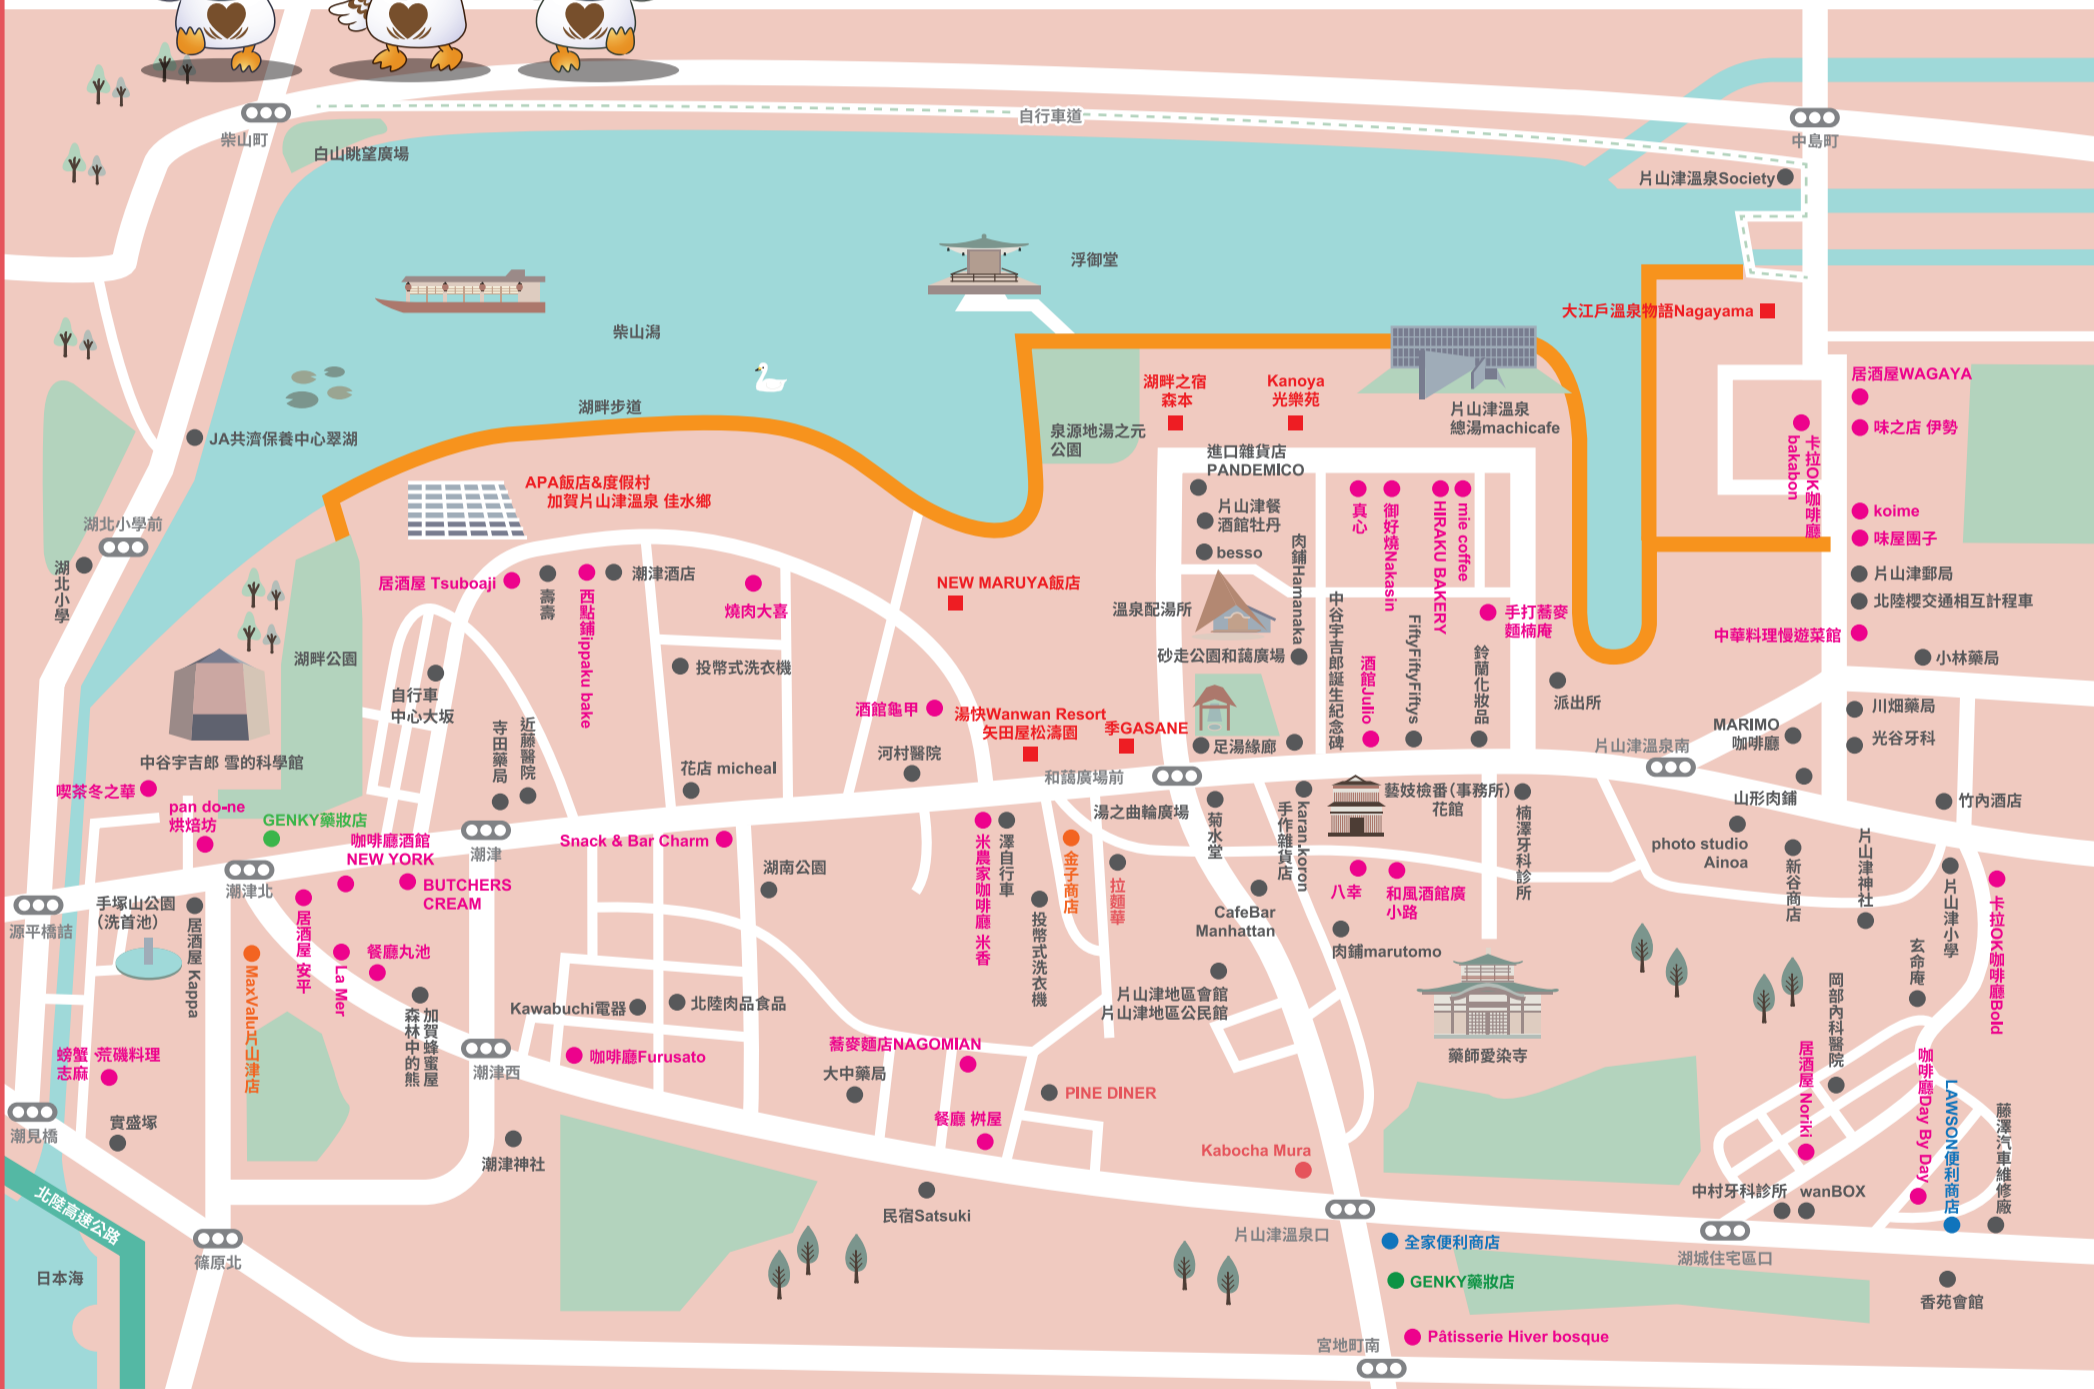 自行車道
柴山町
白山眺望廣場
中島町
片山津溫泉Society
浮御堂
柴山潟
大江戶溫泉物語Nagayama
湖畔步道
JA共濟保養中心翠湖
湖畔之宿
森本
Kanoya
光樂苑
片山津溫泉
總湯machicafe
泉源地湯之元
公園
居酒屋WAGAYA
味之店 伊勢
卡拉OK咖啡廳
bakabon
koime
味屋團子
片山津郵局
北陸櫻交通相互計程車
中華料理慢遊菜館
小林藥局
APA飯店&度假村
加賀片山津溫泉 佳水鄉
進口雜貨店
PANDEMICO
片山津餐
酒館牡丹
besso
肉鋪Hamanaka
真心
御好燒Nakasin
HIRAKU BAKERY
mie coffee
手打蕎麥
麵楠庵
湖北小學前
湖北小學
居酒屋 Tsuboaji
壽壽
西點鋪ippaku bake
潮津酒店
燒肉大喜
NEW MARUYA飯店
溫泉配湯所
砂走公園和藹廣場
中谷宇吉郎誕生紀念碑
酒館Julio
FiftyFiftyFiftys
鈴蘭化妝品
派出所
湖畔公園
自行車
中心大坂
投幣式洗衣機
酒館龜甲
湯快Wanwan Resort
矢田屋松濤園
季GASANE
足湯緣廊
片山津溫泉南
MARIMO
咖啡廳
川畑藥局
光谷牙科
中谷宇吉郎 雪的科學館
寺田藥局
近藤醫院
花店 micheal
河村醫院
和藹廣場前
喫茶冬之華
pan do-ne
烘焙坊
GENKY藥妝店
咖啡廳酒館
NEW YORK
潮津
Snack & Bar Charm
湖南公園
米農家咖啡廳 米香
澤自行車
金子商店
湯之曲輪廣場
拉麵華
菊水堂
karan.koron
手作雜貨店
藝妓檢番(事務所)
花館
楠澤牙科診所
山形肉鋪
竹內酒店
photo studio
Ainoa
新谷商店
片山津神社
片山津小學
卡拉OK咖啡廳Bold
潮津北
BUTCHERS
CREAM
源平橋詰
手塚山公園
(洗首池)
居酒屋 Kappa
MaxValu片山津店
居酒屋 安平
La Mer
餐廳丸池
加賀蜂蜜屋
森林中的熊
投幣式洗衣機
CafeBar
Manhattan
八幸
和風酒館廣
小路
肉鋪marutomo
玄命庵
岡部內科醫院
Kawabuchi電器
北陸肉品食品
片山津地區會館
片山津地區公民館
藥師愛染寺
潮津西
咖啡廳Furusato
蕎麥麵店NAGOMIAN
大中藥局
PINE DINER
餐廳 桝屋
螃蟹・荒磯料理
志麻
實盛塚
潮見橋
潮津神社
Kabocha Mura
居酒屋 Noriki
咖啡廳Day By Day
LAWSON便利商店
藤澤汽車維修廠
中村牙科診所
wanBOX
北陸高速公路
日本海
篠原北
民宿Satsuki
片山津溫泉口
全家便利商店
GENKY藥妝店
湖城住宅區口
香苑會館
宮地町南
Pâtisserie Hiver bosque